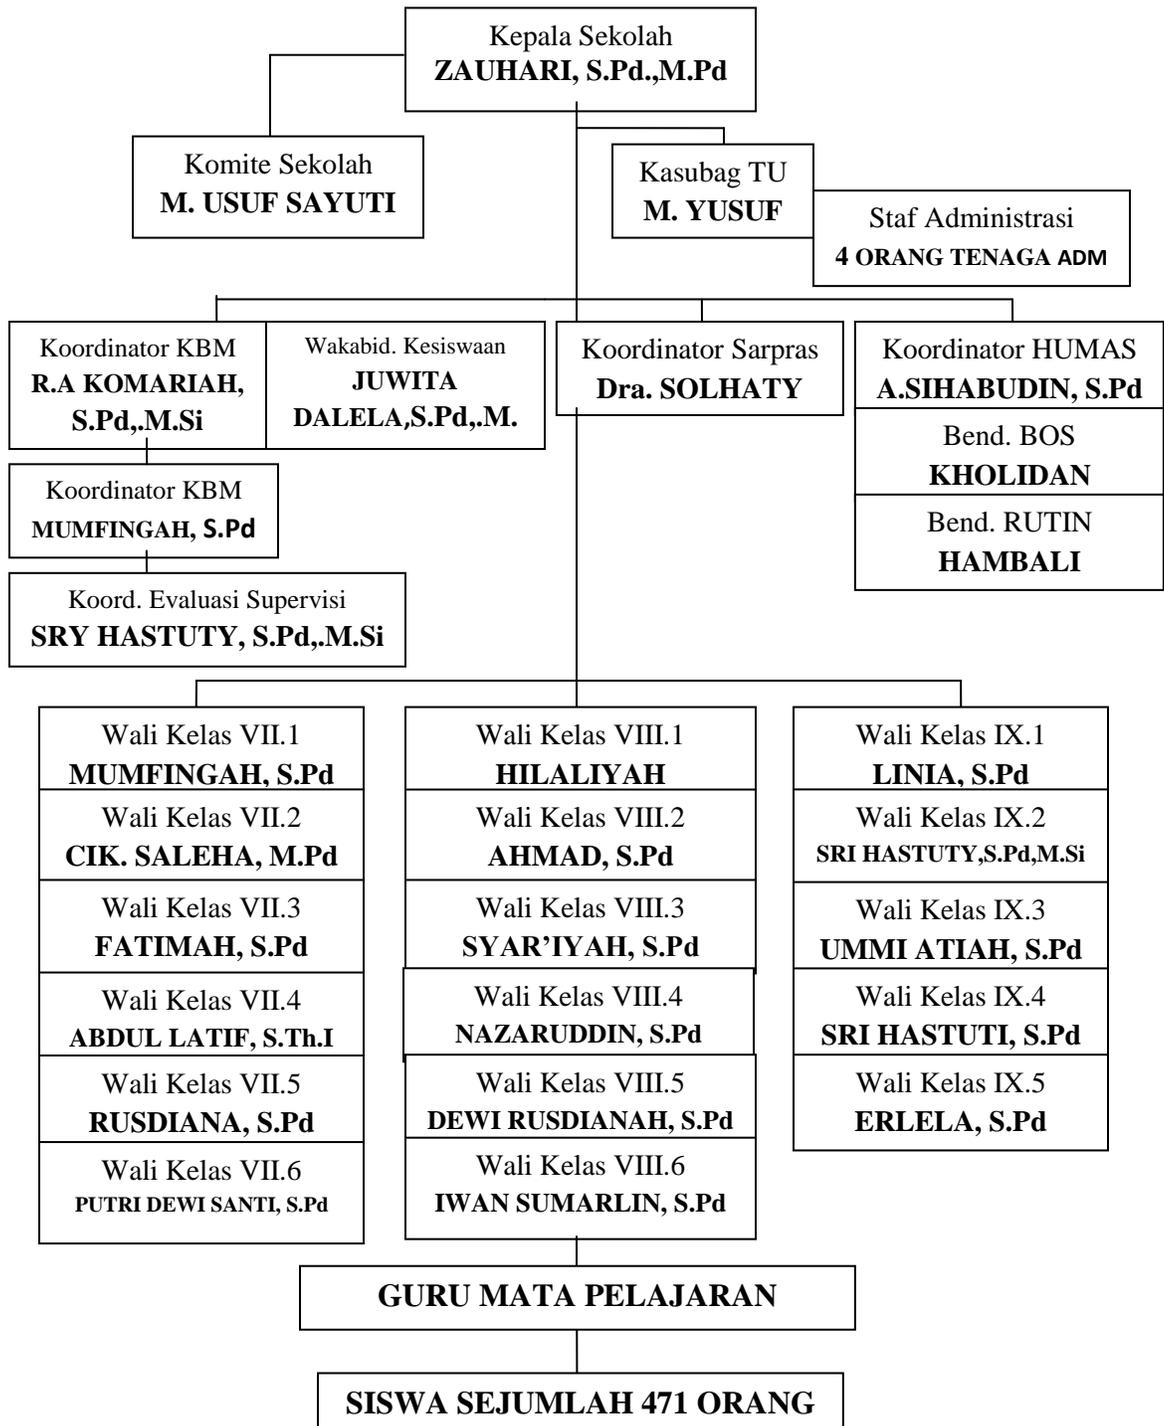 Kepala Sekolah
ZAUHARI, S.Pd.,M.Pd
Komite Sekolah
M. USUF SAYUTI
Kasubag TU
M. YUSUF
Staf Administrasi
4 ORANG TENAGA ADM
Koordinator KBM
R.A KOMARIAH,
S.Pd,.M.Si
Wakabid. Kesiswaan
JUWITA
DALELA,S.Pd,.M.
Koordinator Sarpras
Dra. SOLHATY
Koordinator HUMAS
A.SIHABUDIN, S.Pd
Bend. BOS
KHOLIDAN
Bend. RUTIN
HAMBALI
Koordinator KBM
MUMFINGAH, S.Pd
Koord. Evaluasi Supervisi
SRY HASTUTY, S.Pd,.M.Si
Wali Kelas VII.1
MUMFINGAH, S.Pd
Wali Kelas VII.2
CIK. SALEHA, M.Pd
Wali Kelas VII.3
FATIMAH, S.Pd
Wali Kelas VII.4
ABDUL LATIF, S.Th.I
Wali Kelas VII.5
RUSDIANA, S.Pd
Wali Kelas VII.6
PUTRI DEWI SANTI, S.Pd
Wali Kelas VIII.1
HILALIYAH
Wali Kelas VIII.2
AHMAD, S.Pd
Wali Kelas VIII.3
SYAR’IYAH, S.Pd
Wali Kelas VIII.4
NAZARUDDIN, S.Pd
Wali Kelas VIII.5
DEWI RUSDIANAH, S.Pd
Wali Kelas VIII.6
IWAN SUMARLIN, S.Pd
Wali Kelas IX.1
LINIA, S.Pd
Wali Kelas IX.2
SRI HASTUTY,S.Pd,M.Si
Wali Kelas IX.3
UMMI ATIAH, S.Pd
Wali Kelas IX.4
SRI HASTUTI, S.Pd
Wali Kelas IX.5
ERLELA, S.Pd
GURU MATA PELAJARAN
SISWA SEJUMLAH 471 ORANG